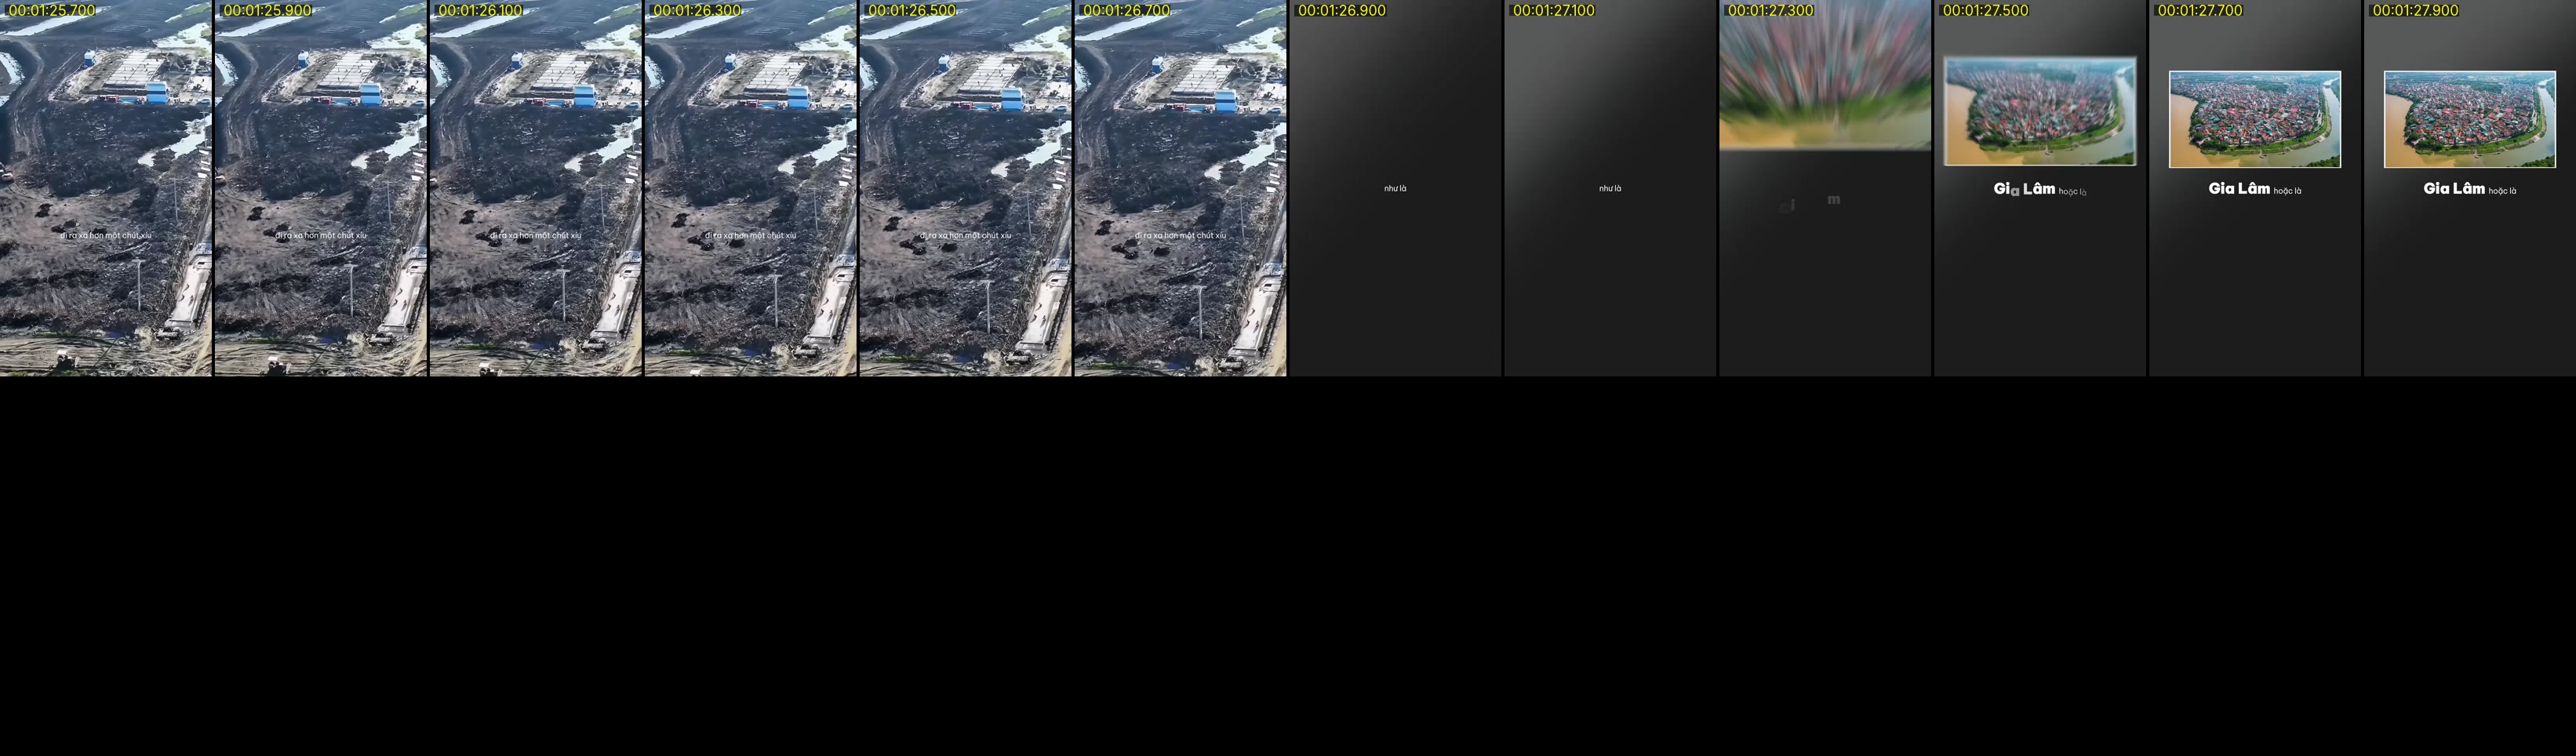 00:01:25.700
00:01:25.900
00:01:26.100
00:01:26.300
00:01:26.500
00:01:26.700
00:01:26.900
00:01:27.100
00:01:27.300
00:01:27.500
00:01:27.700
00:01:27.900
đi ra xa hơn một chút xíu
đi ra xa hơn một chút xíu
đi ra xa hơn một chút xíu
đi ra xa hơn một chút xíu
đi ra xa hơn một chút xíu
đi ra xa hơn một chút xíu
như là
như là
m
Gia Lâm hoặc là
Gia Lâm hoặc là
Gia Lâm hoặc là